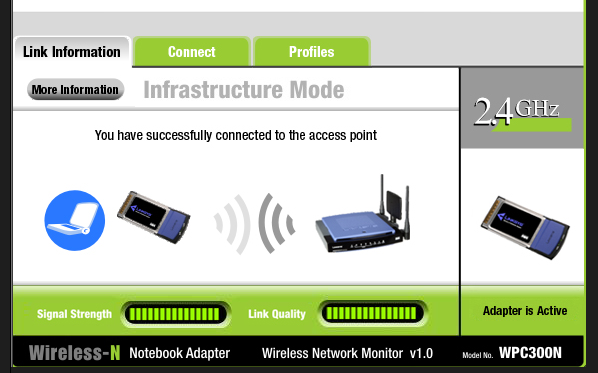 Link Information
Connect
Profiles
More Information
Infrastructure Mode
2.4GHz
You have successfully connected to the access point
Signal Strength
Link Quality
Adapter is Active
Wireless-N Notebook Adapter
Wireless Network Monitor v1.0
Model No. WPC300N